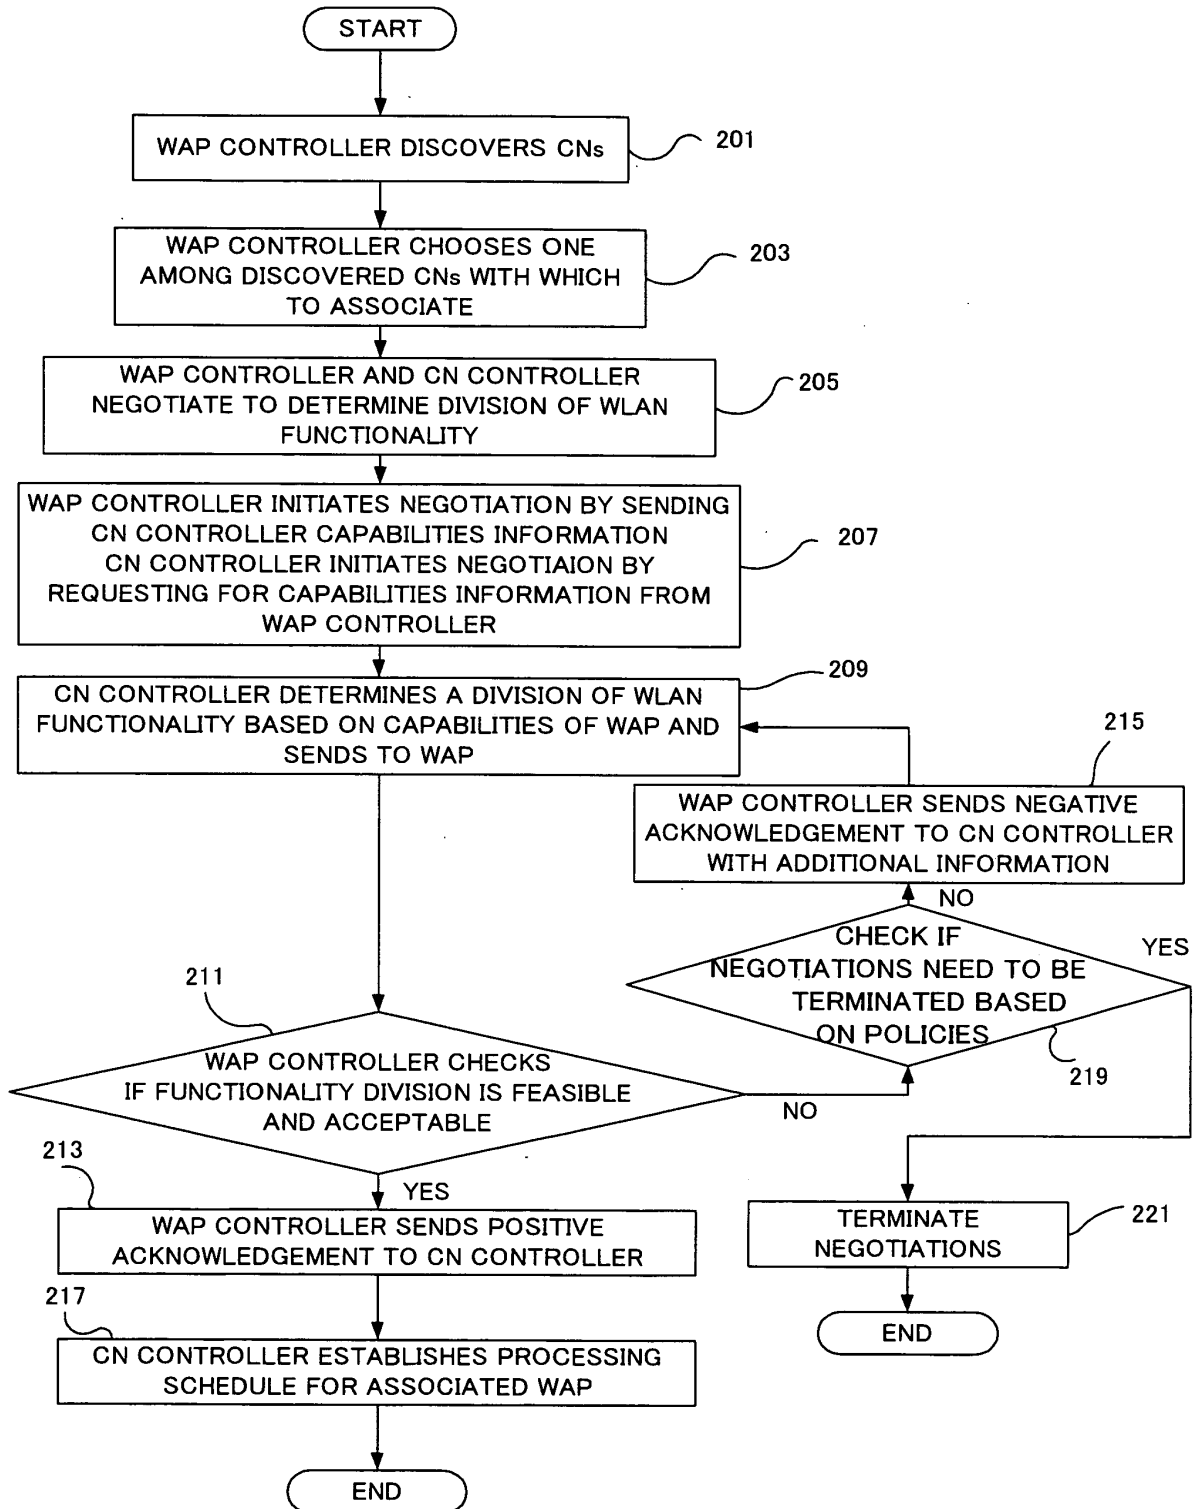 START
WAP CONTROLLER DISCOVERS CNs
201
WAP CONTROLLER CHOOSES ONE
AMONG DISCOVERED CNs WITH WHICH
TO ASSOCIATE
203
WAP CONTROLLER AND CN CONTROLLER
NEGOTIATE TO DETERMINE DIVISION OF WLAN
FUNCTIONALITY
205
WAP CONTROLLER INITIATES NEGOTIATION BY SENDING
CN CONTROLLER CAPABILITIES INFORMATION
CN CONTROLLER INITIATES NEGOTIAION BY
REQUESTING FOR CAPABILITIES INFORMATION FROM
WAP CONTROLLER
207
CN CONTROLLER DETERMINES A DIVISION OF WLAN
FUNCTIONALITY BASED ON CAPABILITIES OF WAP AND
SENDS TO WAP
209
215
WAP CONTROLLER SENDS NEGATIVE
ACKNOWLEDGEMENT TO CN CONTROLLER
WITH ADDITIONAL INFORMATION
NO
CHECK IF
NEGOTIATIONS NEED TO BE
TERMINATED BASED
ON POLICIES
YES
219
211
WAP CONTROLLER CHECKS
IF FUNCTIONALITY DIVISION IS FEASIBLE
AND ACCEPTABLE
NO
213
YES
WAP CONTROLLER SENDS POSITIVE
ACKNOWLEDGEMENT TO CN CONTROLLER
TERMINATE
NEGOTIATIONS
221
217
CN CONTROLLER ESTABLISHES PROCESSING
SCHEDULE FOR ASSOCIATED WAP
END
END